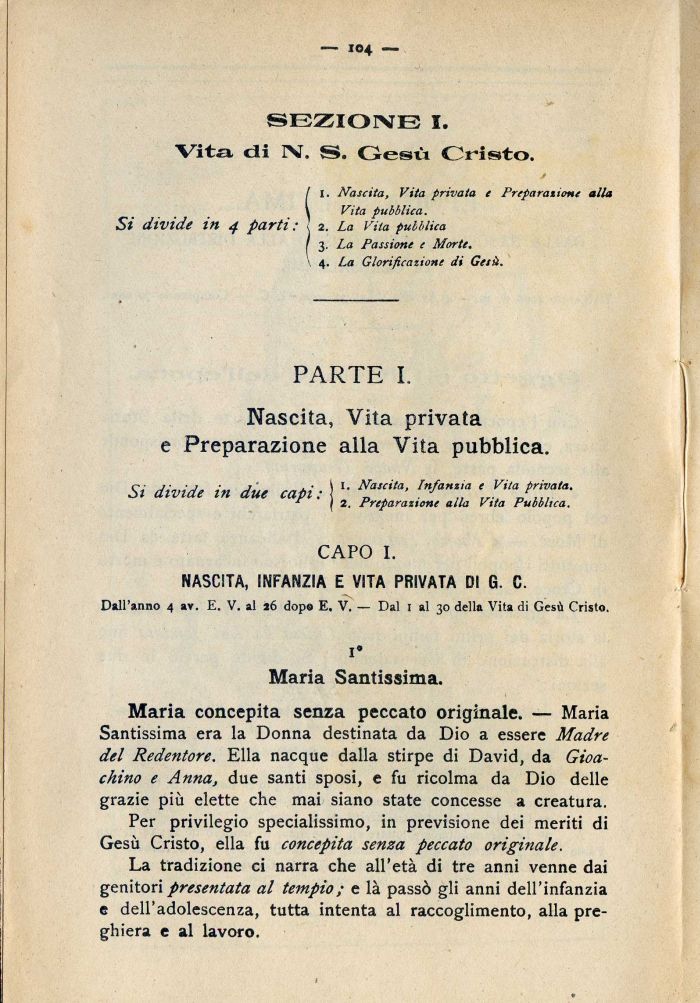 — 104 —
SEZIONE I.
Vita di N. S. Gesù Cristo.
Si divide in 4 parti:
1. Nascita, Vita privata e Preparazione alla
Vita pubblica.
2. La Vita pubblica
3. La Passione e Morte.
4. La Glorificazione di Gesù.
PARTE I.
Nascita, Vita privata
e Preparazione alla Vita pubblica.
Si divide in due capi:
1. Nascita, Infanzia e Vita privata.
2. Preparazione alla Vita Pubblica.
CAPO I.
NASCITA, INFANZIA E VITA PRIVATA DI G. C.
Dall'anno 4 av. E. V. al 26 dopo E. V. — Dal 1 al 30 della Vita di Gesù Cristo.
1°
Maria Santissima.
Maria concepita senza peccato originale. — Maria
Santissima era la Donna destinata da Dio a essere Madre
del Redentore. Ella nacque dalla stirpe di David, da Gioa-
chino e Anna, due santi sposi, e fu ricolma da Dio delle
grazie più elette che mai siano state concesse a creatura.
Per privilegio specialissimo, in previsione dei meriti di
Gesù Cristo, ella fu concepita senza peccato originale.
La tradizione ci narra che all'età di tre anni venne dai
genitori presentata al tempio; e là passò gli anni dell'infanzia
e dell'adolescenza, tutta intenta al raccoglimento, alla pre-
ghiera e al lavoro.